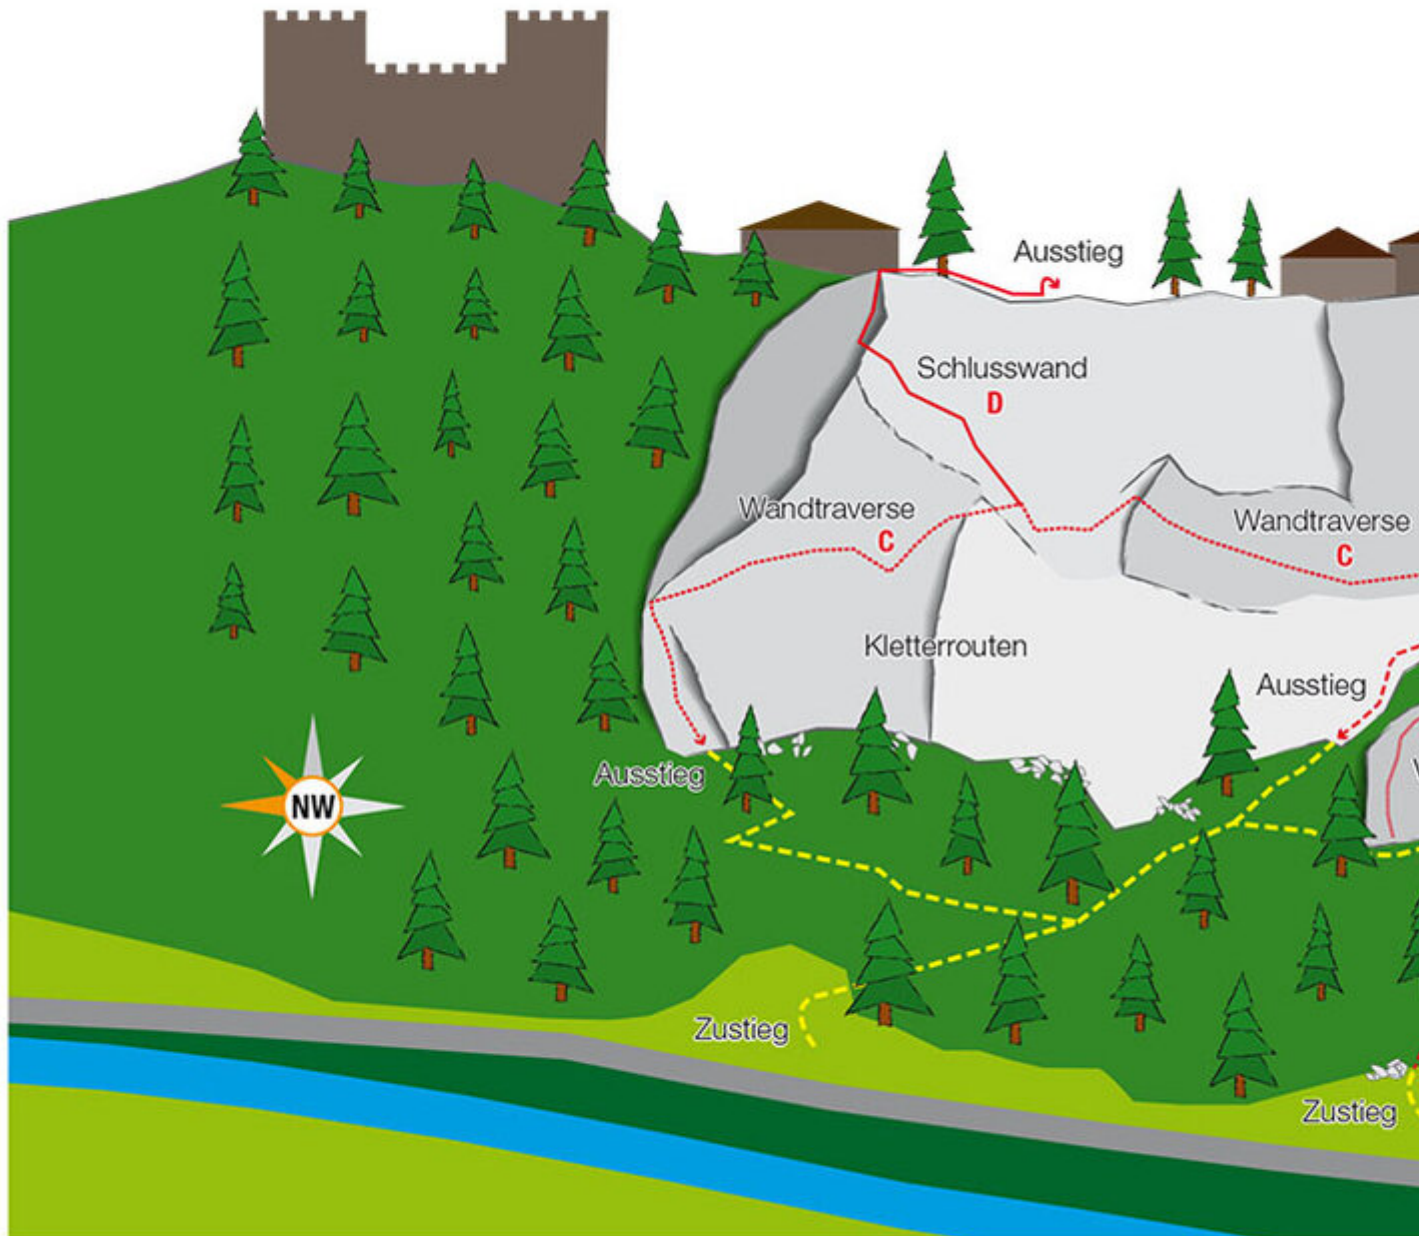 Ausstieg
Schlusswand
D
Wandtraverse
C
Wandtraverse
C
Kletterrouten
Ausstieg
Ausstieg
NW
Zustieg
Zustieg